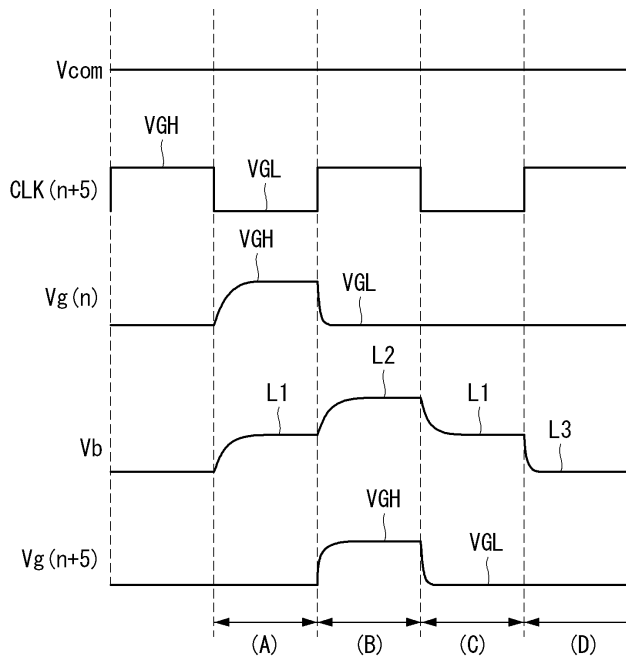 Vcom
VGH
CLK(n+5)
VGL
VGH
Vg(n)
VGL
L2
L1
L1
L3
Vb
VGH
Vg(n+5)
VGL
(A) (B) (C) (D)